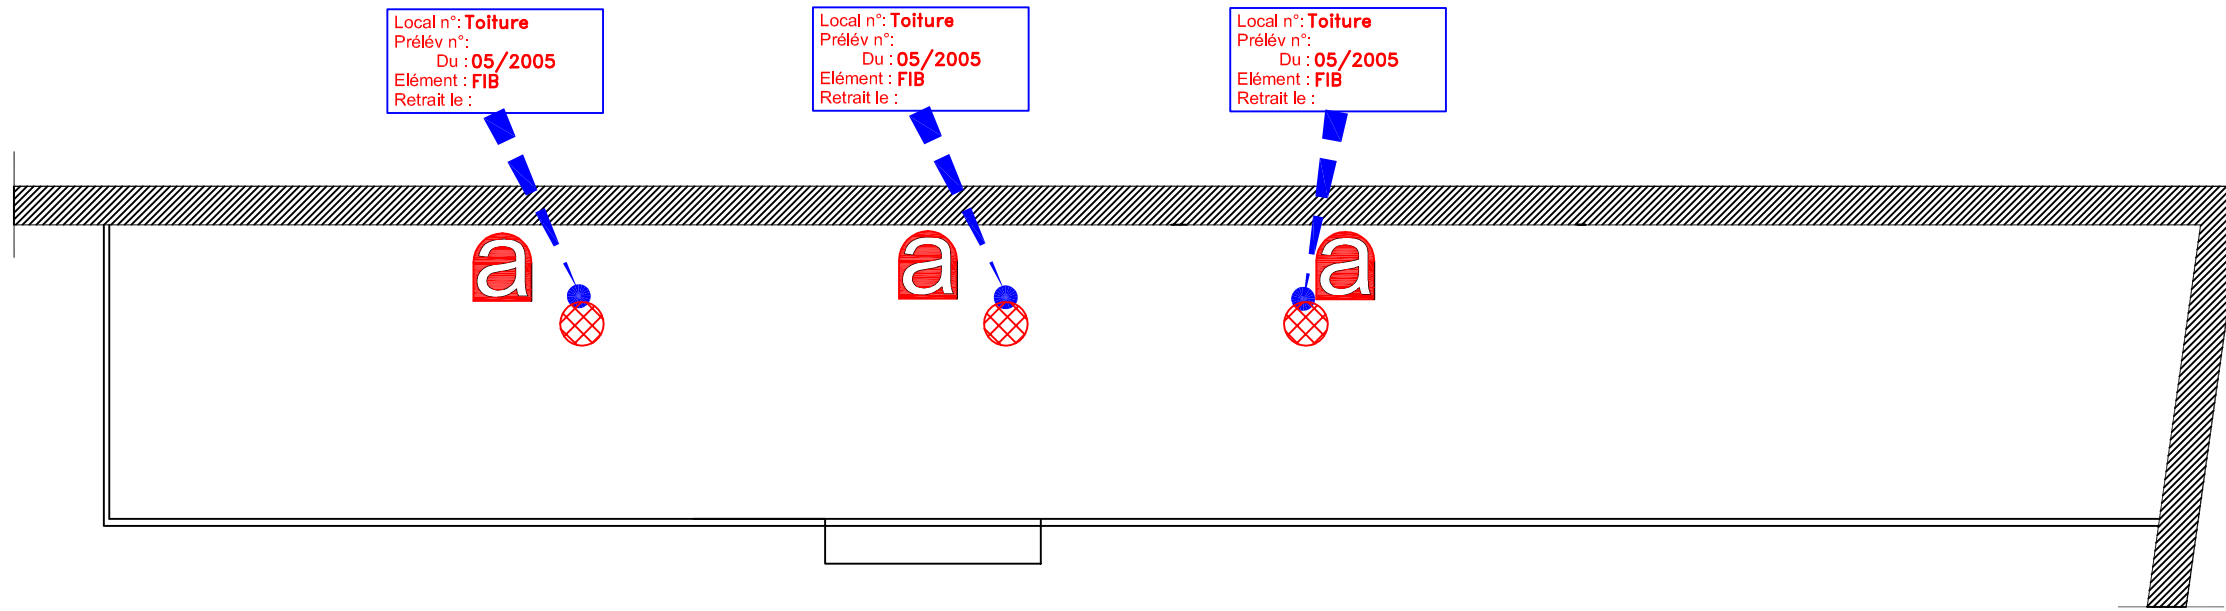 Local n°: Toiture
Prélév n°:
Du : 05/2005
Elément : FIB
Retrait le :
Local n°: Toiture
Prélév n°:
Du : 05/2005
Elément : FIB
Retrait le :
Local n°: Toiture
Prélév n°:
Du : 05/2005
Elément : FIB
Retrait le :
a
a
a